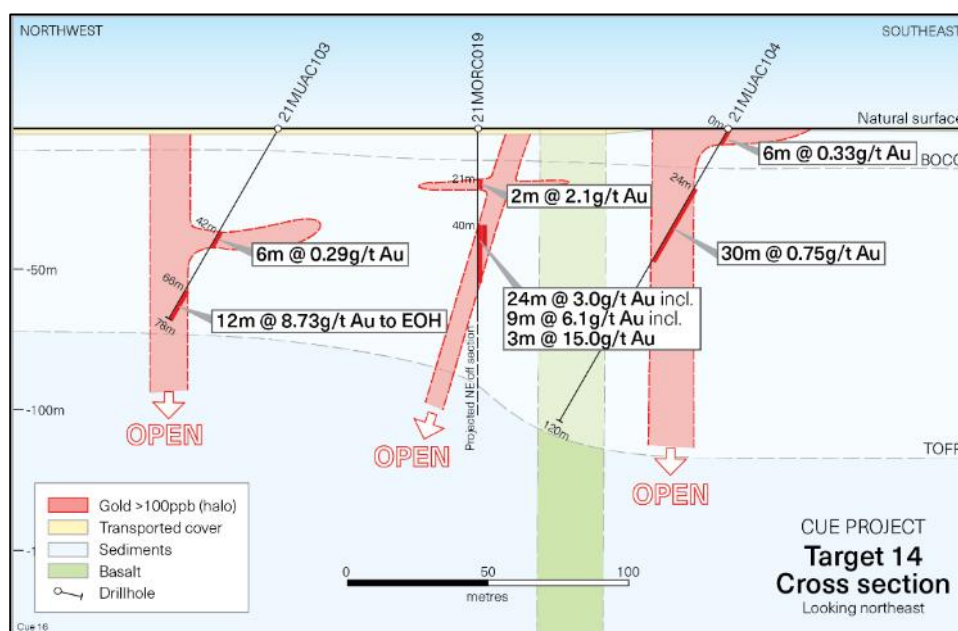 NORTHWEST
SOUTHEAST
21MUAC103
21MORC019
21MUAC104
0m
Natural surface
6m @ 0.33g/t Au
BOCO
21m
24m
2m @ 2.1g/t Au
42m
40m
6m @ 0.29g/t Au
30m @ 0.75g/t Au
-50m
66m
24m @ 3.0g/t Au incl.
9m @ 6.1g/t Au incl.
3m @ 15.0g/t Au
12m @ 8.73g/t Au to EOH
78m
Projected NE off section
-100m
120m
OPEN
OPEN
OPEN
TOFR
Gold >100ppb (halo)
Transported cover
Sediments
Basalt
Drillhole
0
50
100
metres
CUE PROJECT
Target 14
Cross section
Looking northeast
Cue 16